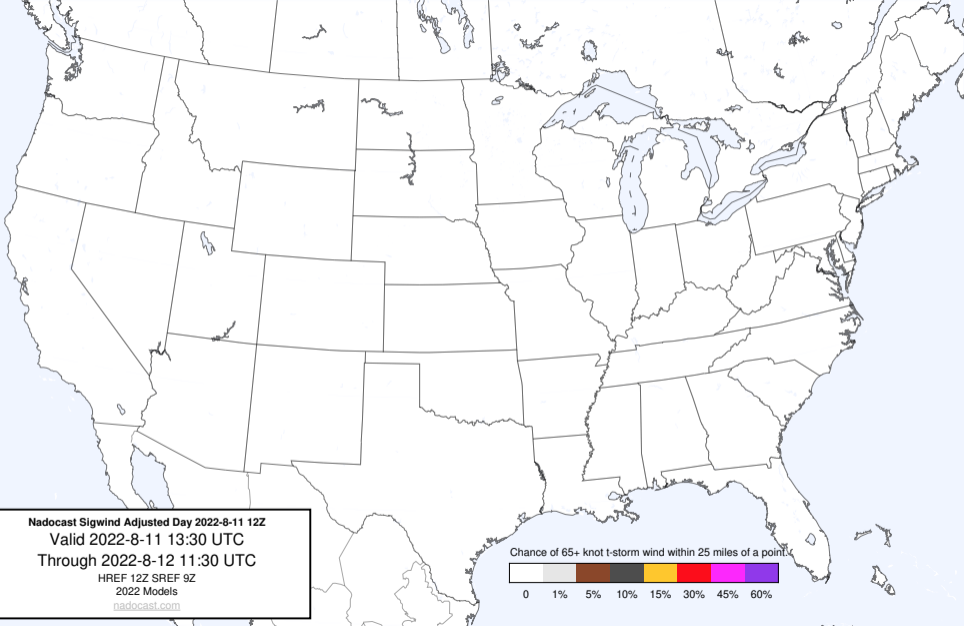 Nadocast Sigwind Adjusted Day 2022-8-11 12Z
Valid 2022-8-11 13:30 UTC
Through 2022-8-12 11:30 UTC
HREF 12Z SREF 9Z
2022 Models
nadocast.com
Chance of 65+ knot t-storm wind within 25 miles of a point.
0 1% 5% 10% 15% 30% 45% 60%